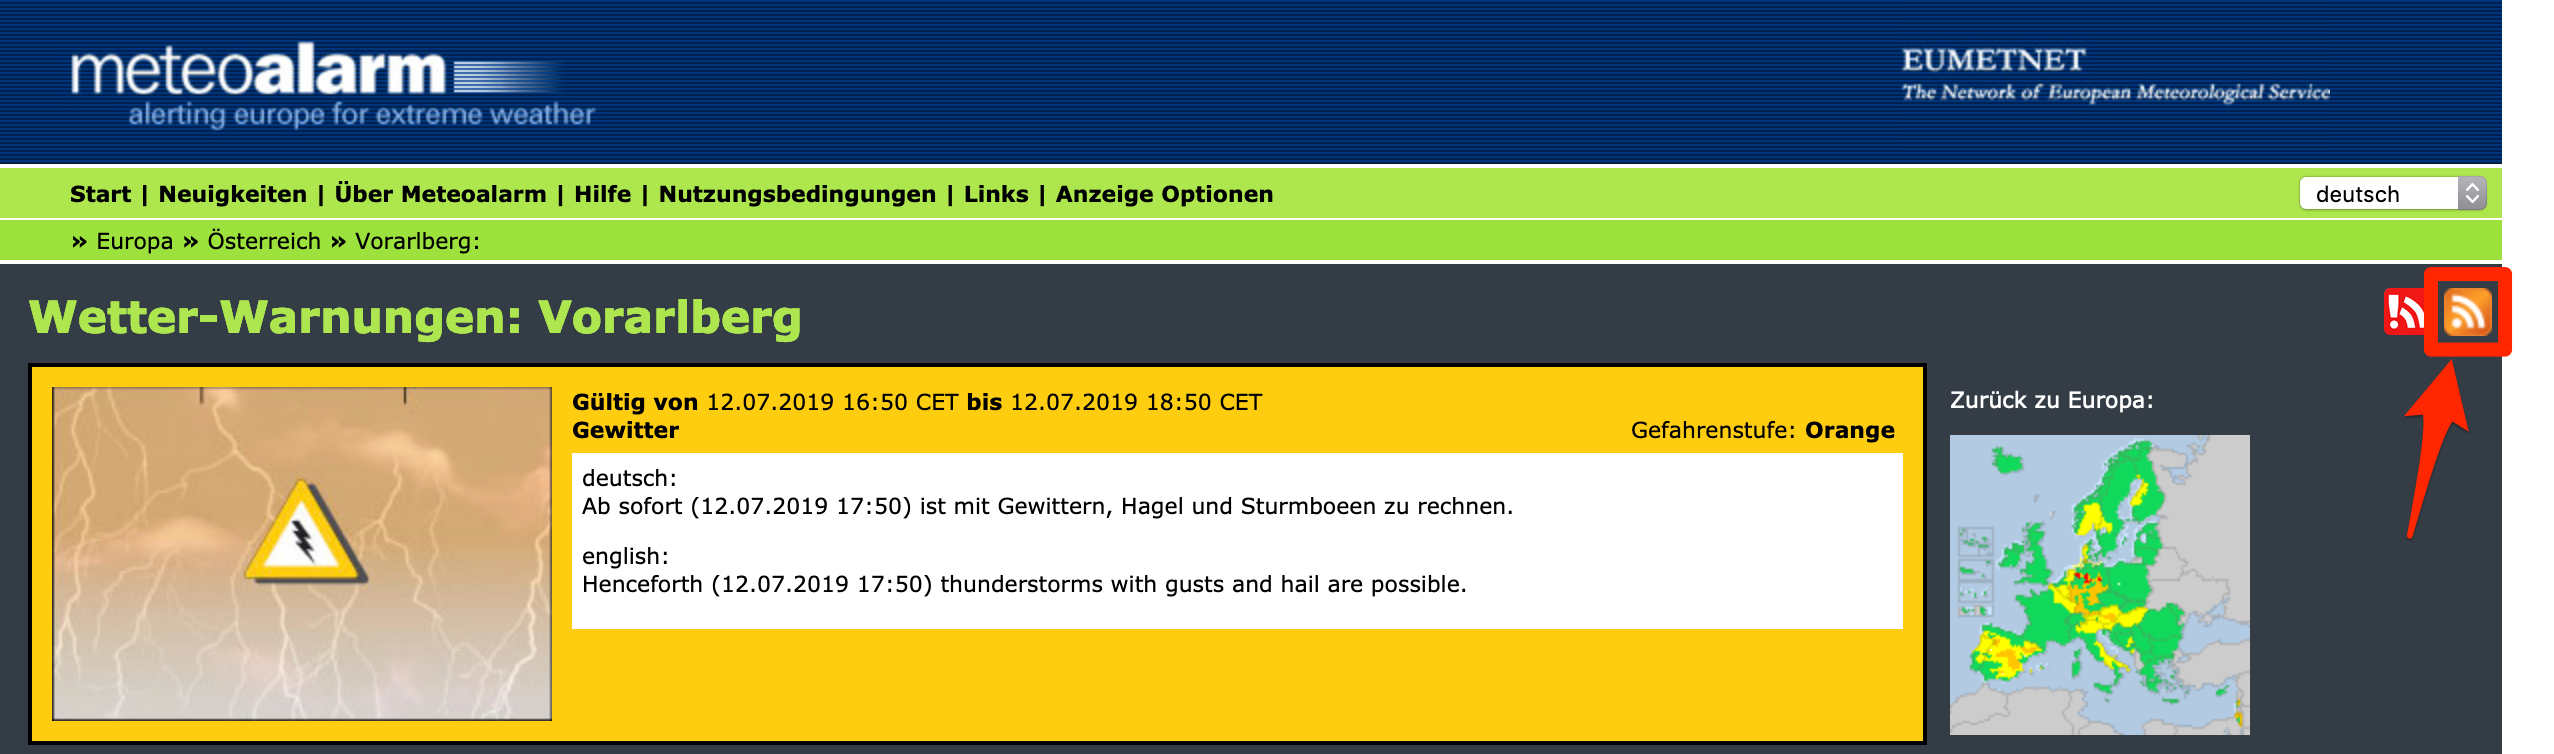 meteoalarm
alerting europe for extreme weather
EUMETNET
The Network of European Meteorological Service
Start | Neuigkeiten | Über Meteoalarm | Hilfe | Nutzungsbedingungen | Links | Anzeige Optionen
deutsch
» Europa » Österreich » Vorarlberg:
Wetter-Warnungen: Vorarlberg
Gültig von 12.07.2019 16:50 CET bis 12.07.2019 18:50 CET
Gewitter
Gefahrenstufe: Orange
deutsch:
Ab sofort (12.07.2019 17:50) ist mit Gewittern, Hagel und Sturmboeen zu rechnen.
english:
Henceforth (12.07.2019 17:50) thunderstorms with gusts and hail are possible.
Zurück zu Europa: